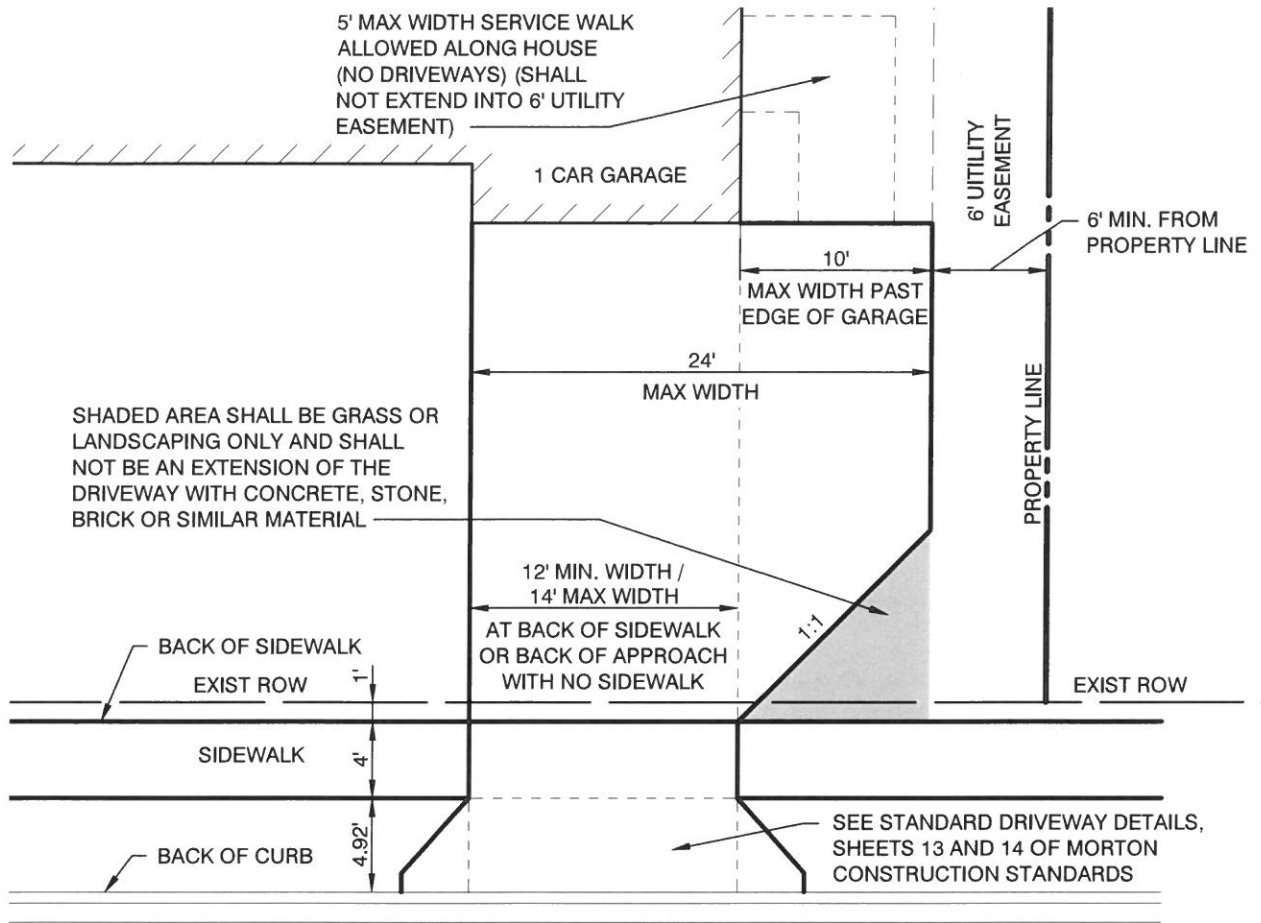 5' MAX WIDTH SERVICE WALK
ALLOWED ALONG HOUSE
(NO DRIVEWAYS) (SHALL
NOT EXTEND INTO 6' UTILITY
EASEMENT)
1 CAR GARAGE
6' UITILITY
EASEMENT
6' MIN. FROM
PROPERTY LINE
10'
MAX WIDTH PAST
EDGE OF GARAGE
24'
MAX WIDTH
PROPERTY LINE
SHADED AREA SHALL BE GRASS OR
LANDSCAPING ONLY AND SHALL
NOT BE AN EXTENSION OF THE
DRIVEWAY WITH CONCRETE, STONE,
BRICK OR SIMILAR MATERIAL
12' MIN. WIDTH /
14' MAX WIDTH
AT BACK OF SIDEWALK
OR BACK OF APPROACH
WITH NO SIDEWALK
1:1
BACK OF SIDEWALK
EXIST ROW
1'
EXIST ROW
SIDEWALK
4'
BACK OF CURB
4.92'
SEE STANDARD DRIVEWAY DETAILS,
SHEETS 13 AND 14 OF MORTON
CONSTRUCTION STANDARDS